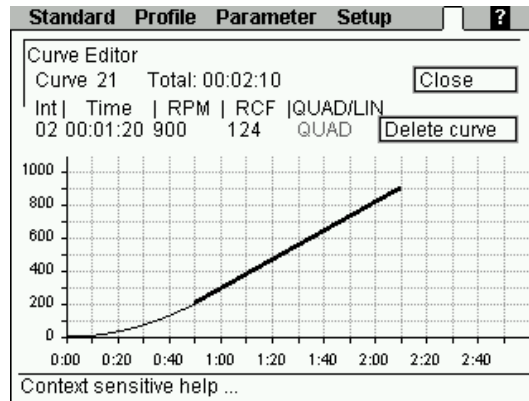 Standard Profile Parameter Setup ?
Curve Editor
Curve 21 Total: 00:02:10 Close
Int | Time | RPM | RCF |QUAD/LIN
02 00:01:20 900 124 QUAD Delete curve
1000
800
600
400
200
0
0:00 0:20 0:40 1:00 1:20 1:40 2:00 2:20 2:40
Context sensitive help ...